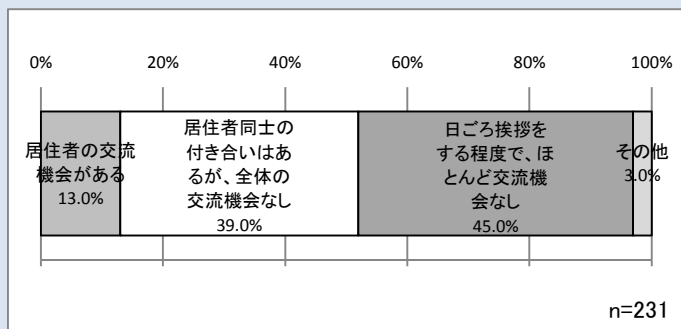 0% 20% 40% 60% 80% 100%
居住者の交流
機会がある
13.0%
居住者同士の
付き合いはあ
るが、全体の
交流機会なし
39.0%
日ごろ挨拶を
する程度で、ほ
とんど交流機
会なし
45.0%
その他
3.0%
n=231